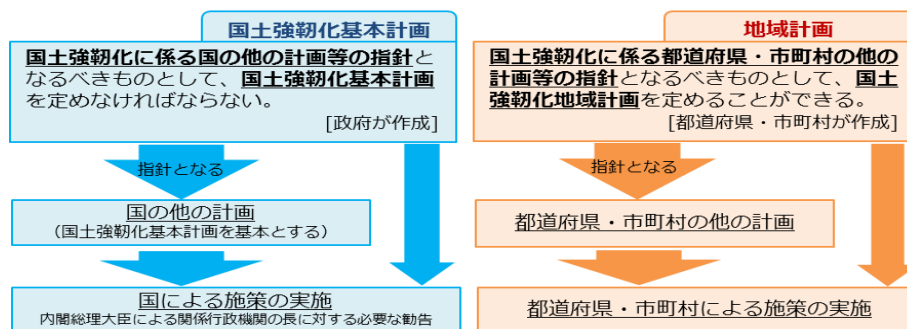 国土強靭化基本計画
国土強靭化に係る国の他の計画等の指針と
なるべきものとして、国土強靭化基本計画
を定めなければならない。
[政府が作成]
指針となる
国の他の計画
(国土強靭化基本計画を基本とする)
国による施策の実施
内閣総理大臣による関係行政機関の長に対する必要な勧告
地域計画
国土強靭化に係る都道府県・市町村の他の
計画等の指針となるべきものとして、国土
強靭化地域計画を定めることができる。
[都道府県・市町村が作成]
指針となる
都道府県・市町村の他の計画
都道府県・市町村による施策の実施